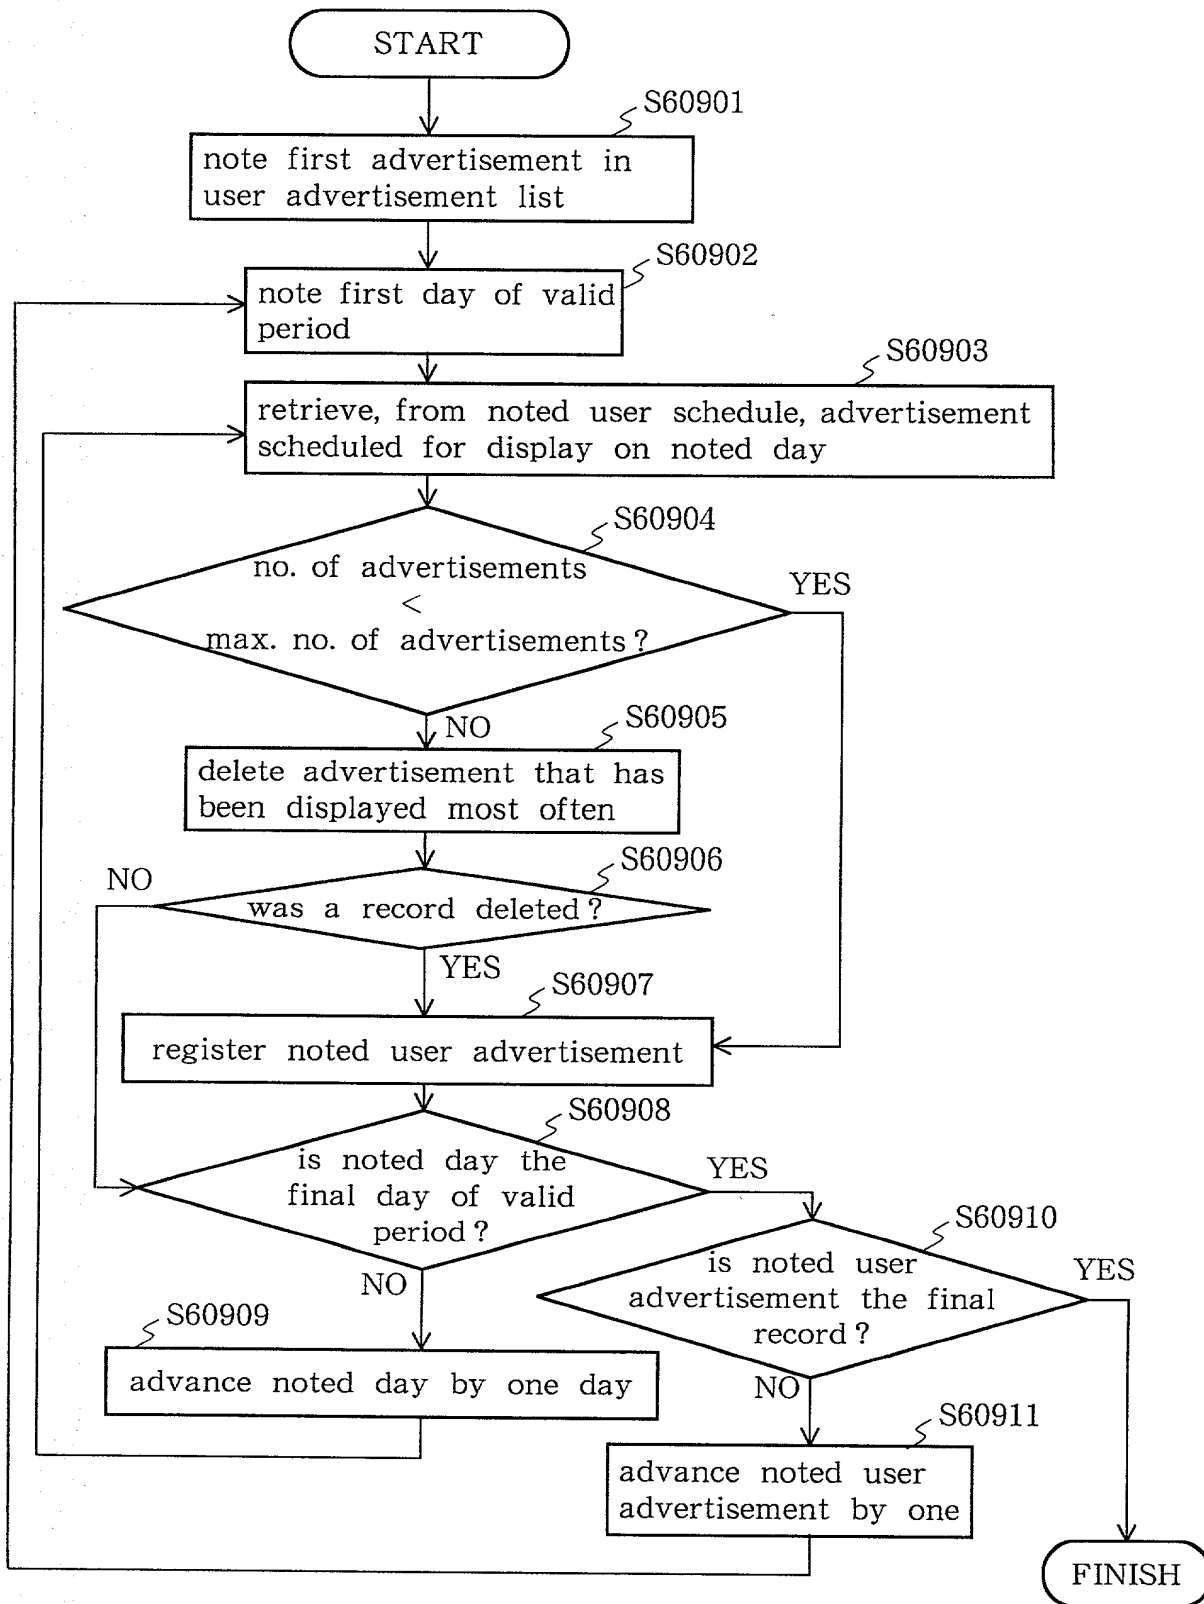 START
S60901
note first advertisement in
user advertisement list
S60902
note first day of valid
period
S60903
retrieve, from noted user schedule, advertisement
scheduled for display on noted day
S60904
no. of advertisements
<
max. no. of advertisements?
YES
NO
S60905
delete advertisement that has
been displayed most often
S60906
NO
was a record deleted?
YES
S60907
register noted user advertisement
S60908
is noted day the
final day of valid
period?
YES
NO
S60909
advance noted day by one day
S60910
is noted user
advertisement the final
record?
YES
NO
S60911
advance noted user
advertisement by one
FINISH